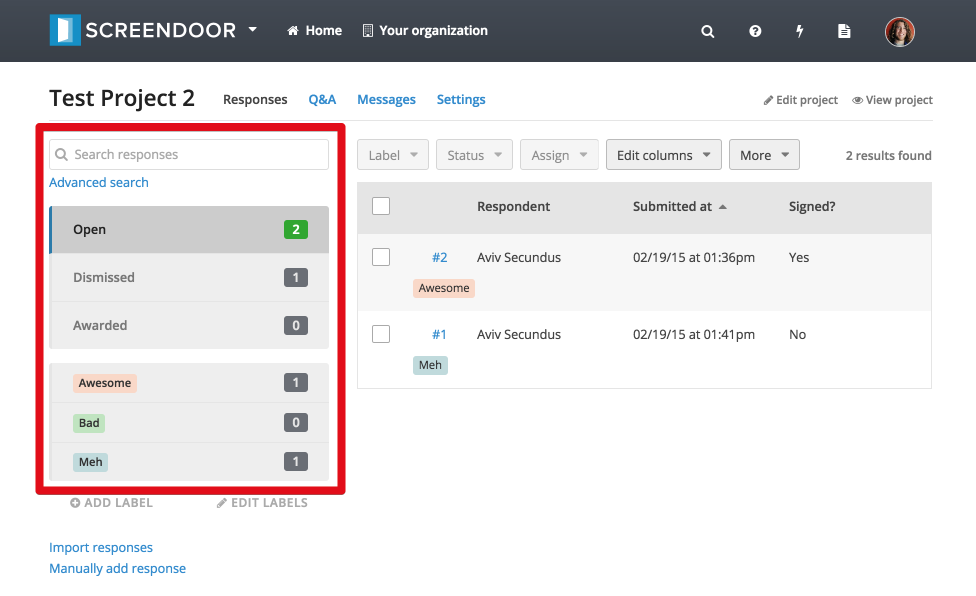 SCREENDOOR Home Your organization
Test Project 2 Responses Q&A Messages Settings Edit project View project
Search responses
Advanced search
Open 2
Dismissed 1
Awarded 0
Awesome 1
Bad 0
Meh 1
ADD LABEL EDIT LABELS
Import responses
Manually add response
Label Status Assign Edit columns More 2 results found
Respondent Submitted at Signed?
#2 Aviv Secundus 02/19/15 at 01:36pm Yes
Awesome
#1 Aviv Secundus 02/19/15 at 01:41pm No
Meh